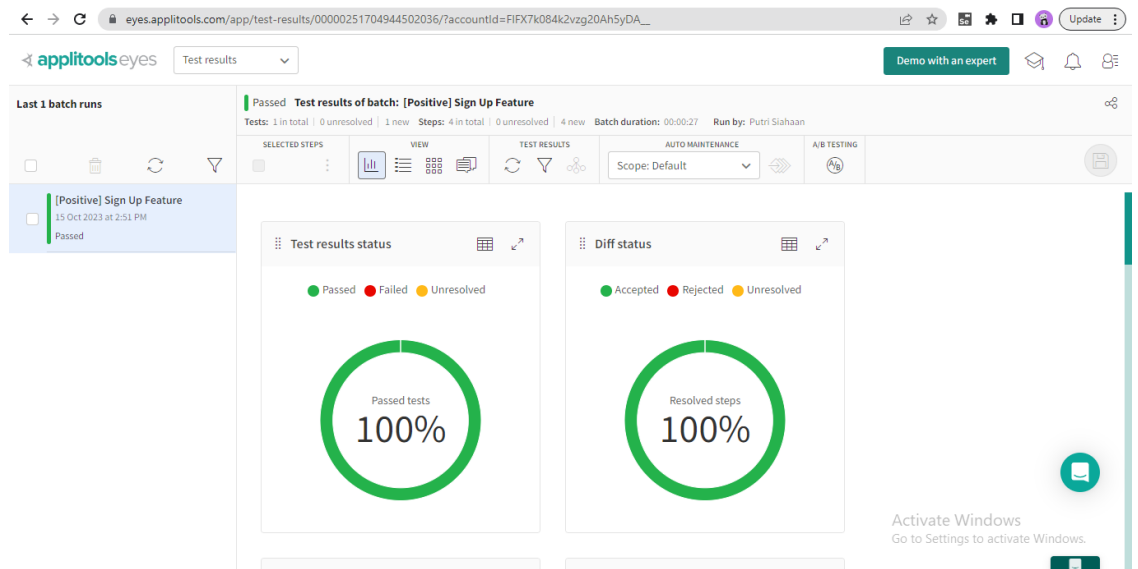 eyes.applitools.com/app/test-results/00000251704944502036/?accountId=FIFX7k084k2vzg20Ah5yDA__
Update
applitools eyes
Test results
Demo with an expert
Last 1 batch runs
Passed Test results of batch: [Positive] Sign Up Feature
Tests: 1 in total | 0 unresolved | 1 new Steps: 4 in total | 0 unresolved | 4 new Batch duration: 00:00:27 Run by: Putri Siahaan
SELECTED STEPS VIEW TEST RESULTS AUTO MAINTENANCE A/B TESTING
Scope: Default
A/B
[Positive] Sign Up Feature
15 Oct 2023 at 2:51 PM
Passed
Test results status
Passed Failed Unresolved
Passed tests
100%
Diff status
Accepted Rejected Unresolved
Resolved steps
100%
Activate Windows
Go to Settings to activate Windows.